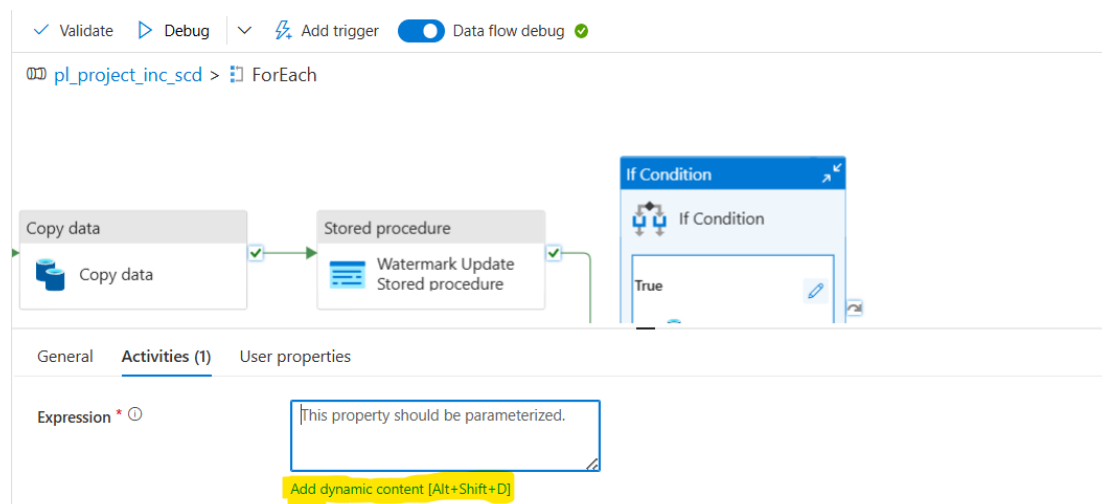 Validate Debug Add trigger Data flow debug
pl_project_inc_scd > ForEach
If Condition
Copy data Stored procedure If Condition
Copy data Watermark Update
Stored procedure
True
General Activities (1) User properties
Expression * This property should be parameterized.
Add dynamic content [Alt+Shift+D]